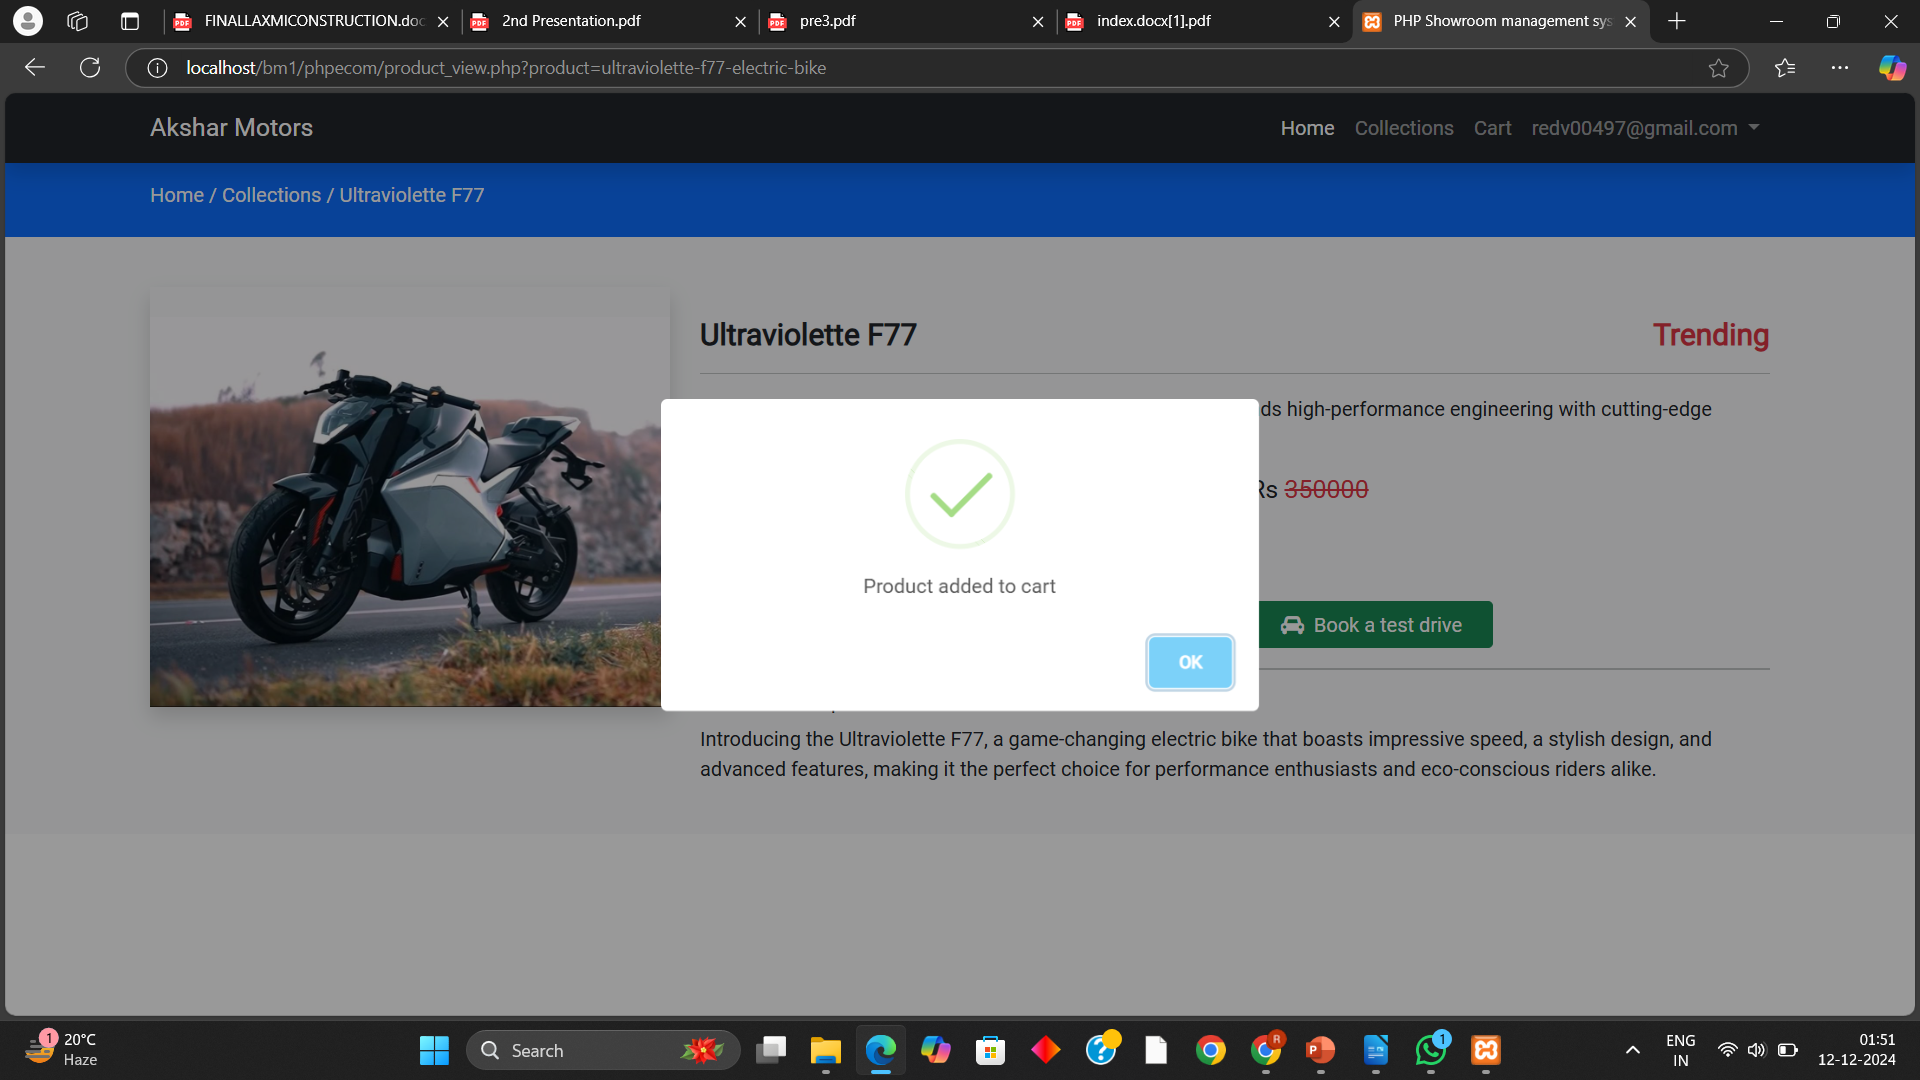 FINALLAXMICONSTRUCTION.doc
2nd Presentation.pdf
pre3.pdf
index.docx[1].pdf
PHP Showroom management sys
localhost/bm1/phpecom/product_view.php?product=ultraviolette-f77-electric-bike
Akshar Motors
Home Collections Cart redv00497@gmail.com
Home / Collections / Ultraviolette F77
Ultraviolette F77 Trending
ds high-performance engineering with cutting-edge
Rs 350000
Product added to cart
Book a test drive
OK
Introducing the Ultraviolette F77, a game-changing electric bike that boasts impressive speed, a stylish design, and
advanced features, making it the perfect choice for performance enthusiasts and eco-conscious riders alike.
1
20°C
Haze
Search
R
1
ENG
IN
01:51
12-12-2024